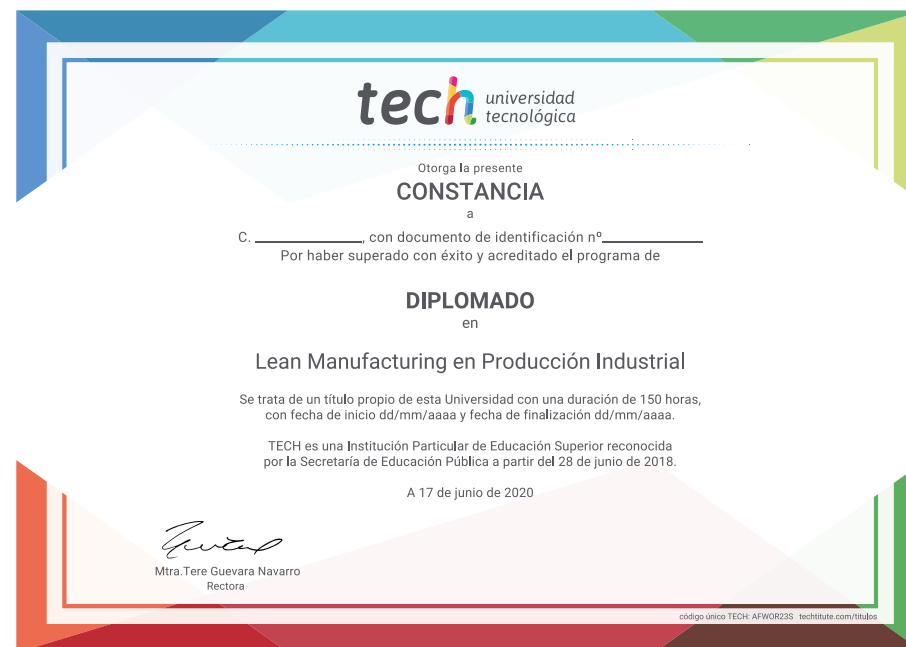 tech universidad
tecnológica
Otorga la presente
CONSTANCIA
a
C. ____________, con documento de identificación nº____________
Por haber superado con éxito y acreditado el programa de
DIPLOMADO
en
Lean Manufacturing en Producción Industrial
Se trata de un título propio de esta Universidad con una duración de 150 horas,
con fecha de inicio dd/mm/aaaa y fecha de finalización dd/mm/aaaa.
TECH es una Institución Particular de Educación Superior reconocida
por la Secretaría de Educación Pública a partir del 28 de junio de 2018.
A 17 de junio de 2020
Mtra.Tere Guevara Navarro
Rectora
código único TECH: AFWOR23S techtitute.com/titulos